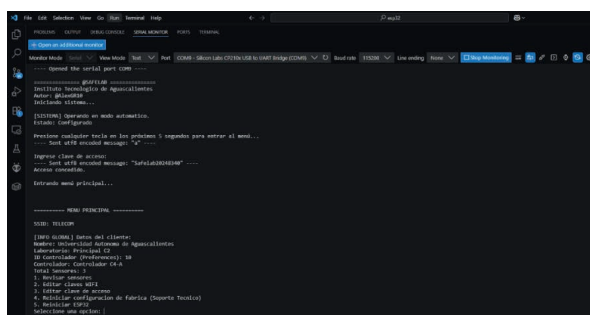 File Edit Selection View Go Run Terminal Help
esp32
PROBLEMS OUTPUT DEBUG CONSOLE SERIAL MONITOR PORTS TERMINAL
+ Open an additional monitor
Monitor Mode Serial View Mode Text Port COM9 - Silicon Labs CP210x USB to UART Bridge (COM9) Baud rate 115200 Line ending None Stop Monitoring
---- Opened the serial port COM9 ----
============== @SAFELAB ==============
Instituto Tecnologico de Aguascalientes
Autor: @AlexGR10
Iniciando sistema...
[SISTEMA] Operando en modo automatico.
Estado: Configurado
Presione cualquier tecla en los próximos 5 segundos para entrar al menú...
---- Sent utf8 encoded message: "a" ----
Ingrese clave de acceso:
---- Sent utf8 encoded message: "Safelab20248340" ----
Acceso concedido.
Entrando menú principal...
========== MENU PRINCIPAL ==========
SSID: TELECOM
[INFO GLOBAL] Datos del cliente:
Nombre: Universidad Autonoma de Aguascalientes
Laboratorio: Principal C2
ID Controlador (Preferences): 10
Controlador: Controlador C4-A
Total Sensores: 3
1. Revisar sensores
2. Editar claves WIFI
3. Editar clave de acceso
4. Reiniciar configuracion de fabrica (Soporte Tecnico)
5. Reiniciar ESP32
Seleccione una opcion: